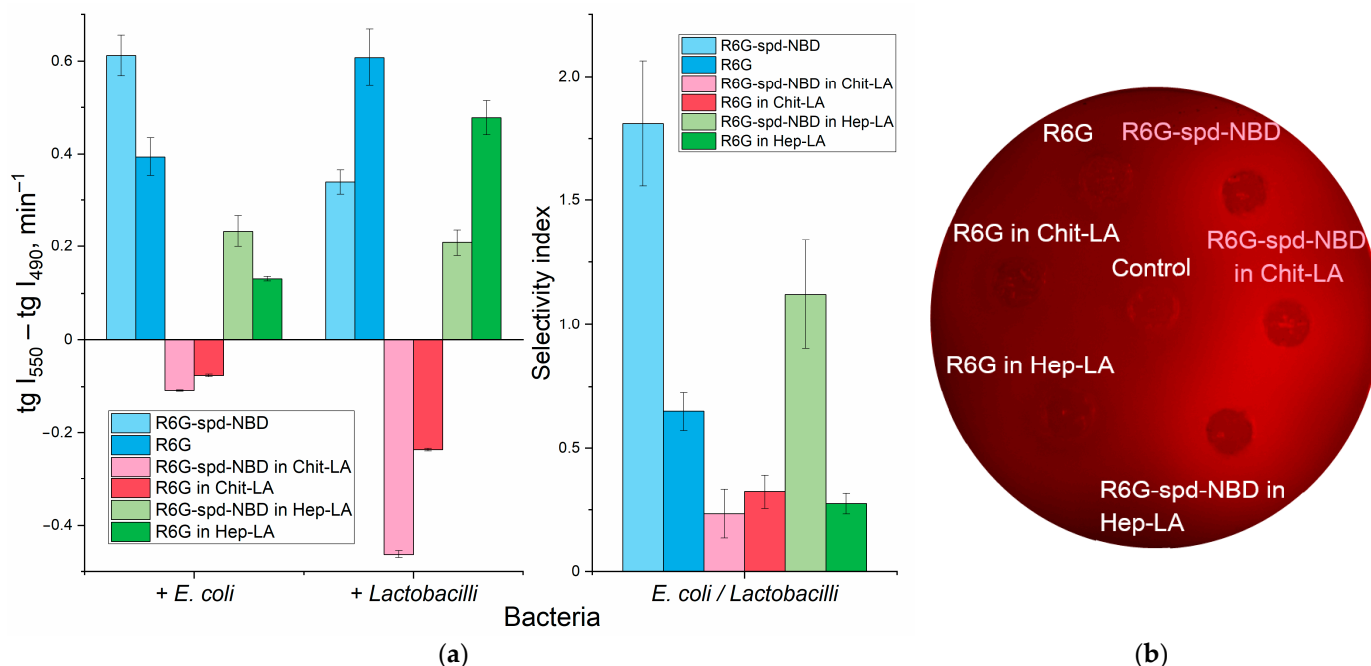 tg I₅₅₀ – tg I₄₉₀, min⁻¹
0.6
0.4
0.2
0
−0.2
−0.4
R6G-spd-NBD
R6G
R6G-spd-NBD in Chit-LA
R6G in Chit-LA
R6G-spd-NBD in Hep-LA
R6G in Hep-LA
+ E. coli
+ Lactobacilli
Selectivity index
2.0
1.5
1.0
0.5
0
R6G-spd-NBD
R6G
R6G-spd-NBD in Chit-LA
R6G in Chit-LA
R6G-spd-NBD in Hep-LA
R6G in Hep-LA
E. coli / Lactobacilli
Bacteria
(a)
R6G
R6G-spd-NBD
R6G in Chit-LA
R6G-spd-NBD
in Chit-LA
Control
R6G in Hep-LA
R6G-spd-NBD in
Hep-LA
(b)